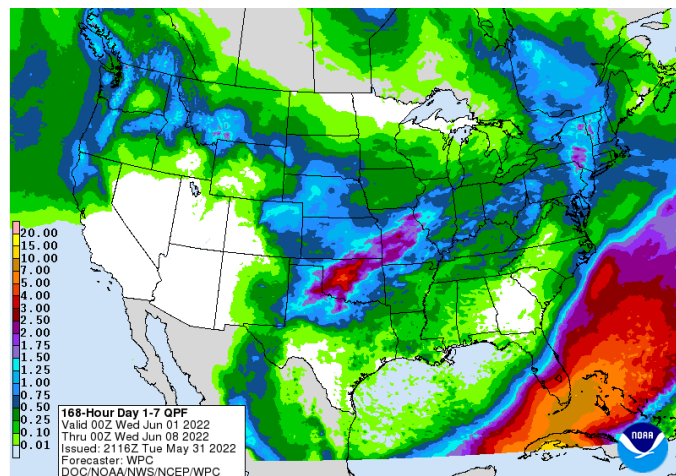 20.00
15.00
10.00
7.00
5.00
4.00
3.00
2.50
2.00
1.75
1.50
1.25
1.00
0.75
0.50
0.25
0.10
0.01
168-Hour Day 1-7 QPF
Valid 00Z Wed Jun 01 2022
Thru 00Z Wed Jun 08 2022
Issued: 2116Z Tue May 31 2022
Forecaster: WPC
DOC/NOAA/NWS/NCEP/WPC
NOAA